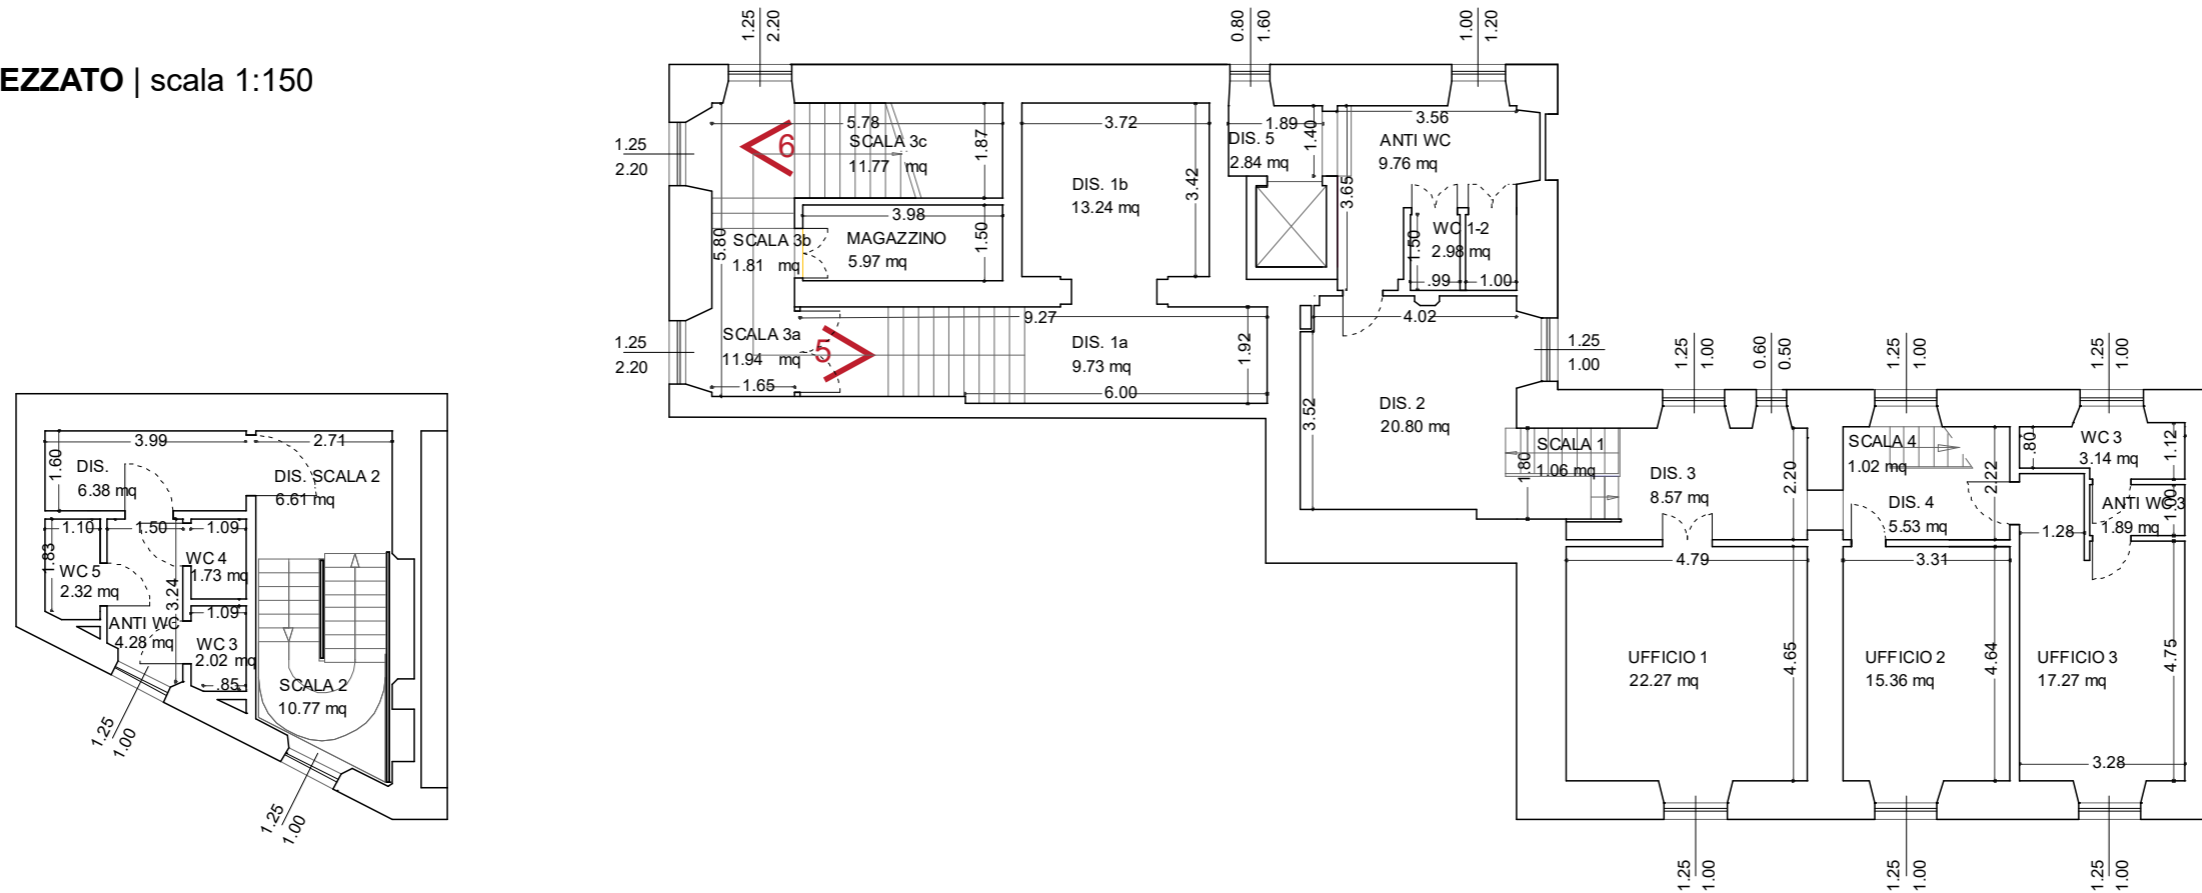 EZZATO | scala 1:150
1.25
2.20
0.80
1.60
1.00
1.20
1.25
2.20
5.78
6
SCALA 3c
11.77 mq
1.87
3.72
DIS. 1b
13.24 mq
3.42
1.89
DIS. 5
2.84 mq
1.40
3.56
ANTI WC
9.76 mq
3.65
3.98
MAGAZZINO
5.97 mq
1.50
SCALA 3b
1.81 mq
5.80
WC 1-2
2.98 mq
1.50
.99
1.00
SCALA 3a
11.94 mq
5
1.65
9.27
DIS. 1a
9.73 mq
1.92
6.00
1.25
2.20
4.02
1.25
1.00
3.52
DIS. 2
20.80 mq
1.25
1.00
0.60
0.50
1.25
1.00
1.25
1.00
SCALA 1
1.06 mq
1.80
DIS. 3
8.57 mq
2.20
SCALA 4
1.02 mq
2.22
DIS. 4
5.53 mq
.80
WC 3
3.14 mq
1.12
ANTI WC 3
1.89 mq
1.00
1.28
4.79
UFFICIO 1
22.27 mq
4.65
3.31
UFFICIO 2
15.36 mq
4.64
UFFICIO 3
17.27 mq
4.75
3.28
1.25
1.00
1.25
1.00
1.25
1.00
3.99
2.71
1.60
DIS.
6.38 mq
DIS. SCALA 2
6.61 mq
1.10
1.50
1.09
1.83
WC 5
2.32 mq
WC 4
1.73 mq
3.24
1.09
ANTI WC
4.28 mq
WC 3
2.02 mq
.85
SCALA 2
10.77 mq
1.25
1.00
1.25
1.00